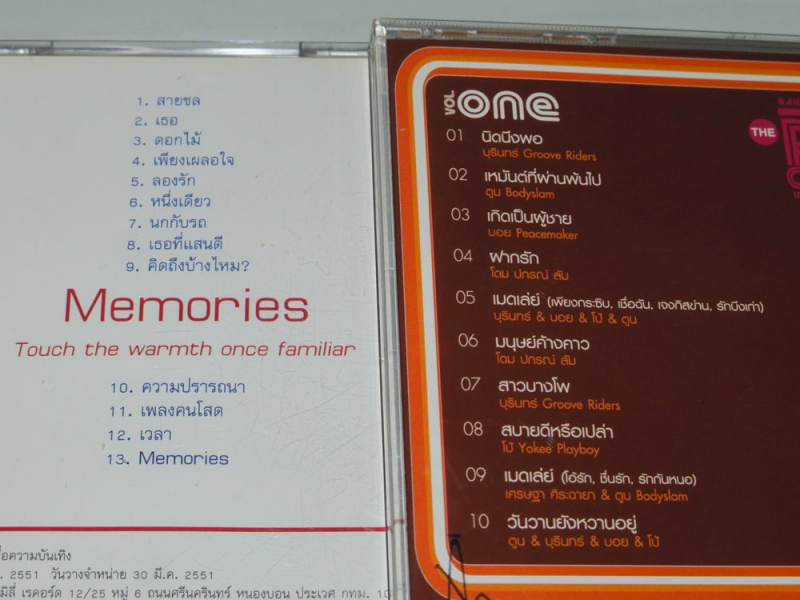 1. สายชล
2. เธอ
3. ดอกไม้
4. เพียงเผลอใจ
5. ลองรัก
6. หนึ่งเดียว
7. นกกับรถ
8. เธอที่แสนดี
9. คิดถึงบ้างไหม?
Memories
Touch the warmth once familiar
10. ความปรารถนา
11. เพลงคนโสด
12. เวลา
13. Memories
ื่อความบันเทิง
. 2551 วันวางจำหน่าย 30 มี.ค. 2551
มิลี่ เรคคอร์ด 12/25 หมู่ 6 ถนนศรีนครินทร์ หนองบอน ประเวศ กทม. 10
VOL. one
01 นิดนึงพอ
บุรินทร์ Groove Riders
02 เหมันต์ที่ผ่านพ้นไป
ตูน Bodyslam
03 เกิดเป็นผู้ชาย
บอย Peacemaker
04 ฝากรัก
โดม ปกรณ์ ลัม
05 เมดเล่ย์ (เพียงกระซิบ, เชื่อฉัน, เจงกิสข่าน, รักปึงเก่า)
บุรินทร์ & บอย & โป้ & ตูน
06 มนุษย์ค้างคาว
โดม ปกรณ์ ลัม
07 สาวบางโพ
บุรินทร์ Groove Riders
08 สบายดีหรือเปล่า
โป้ Yokee Playboy
09 เมดเล่ย์ (โอ้รัก, ชื่นรัก, รักกันหนอ)
เศรษฐา ศิระฉายา & ตูน Bodyslam
10 วันวานยังหวานอยู่
ตูน & บุรินทร์ & บอย & โป้
THE